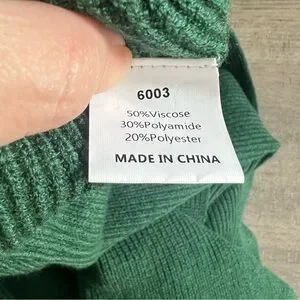 6003
50%Viscose
30%Polyamide
20%Polyester
MADE IN CHINA